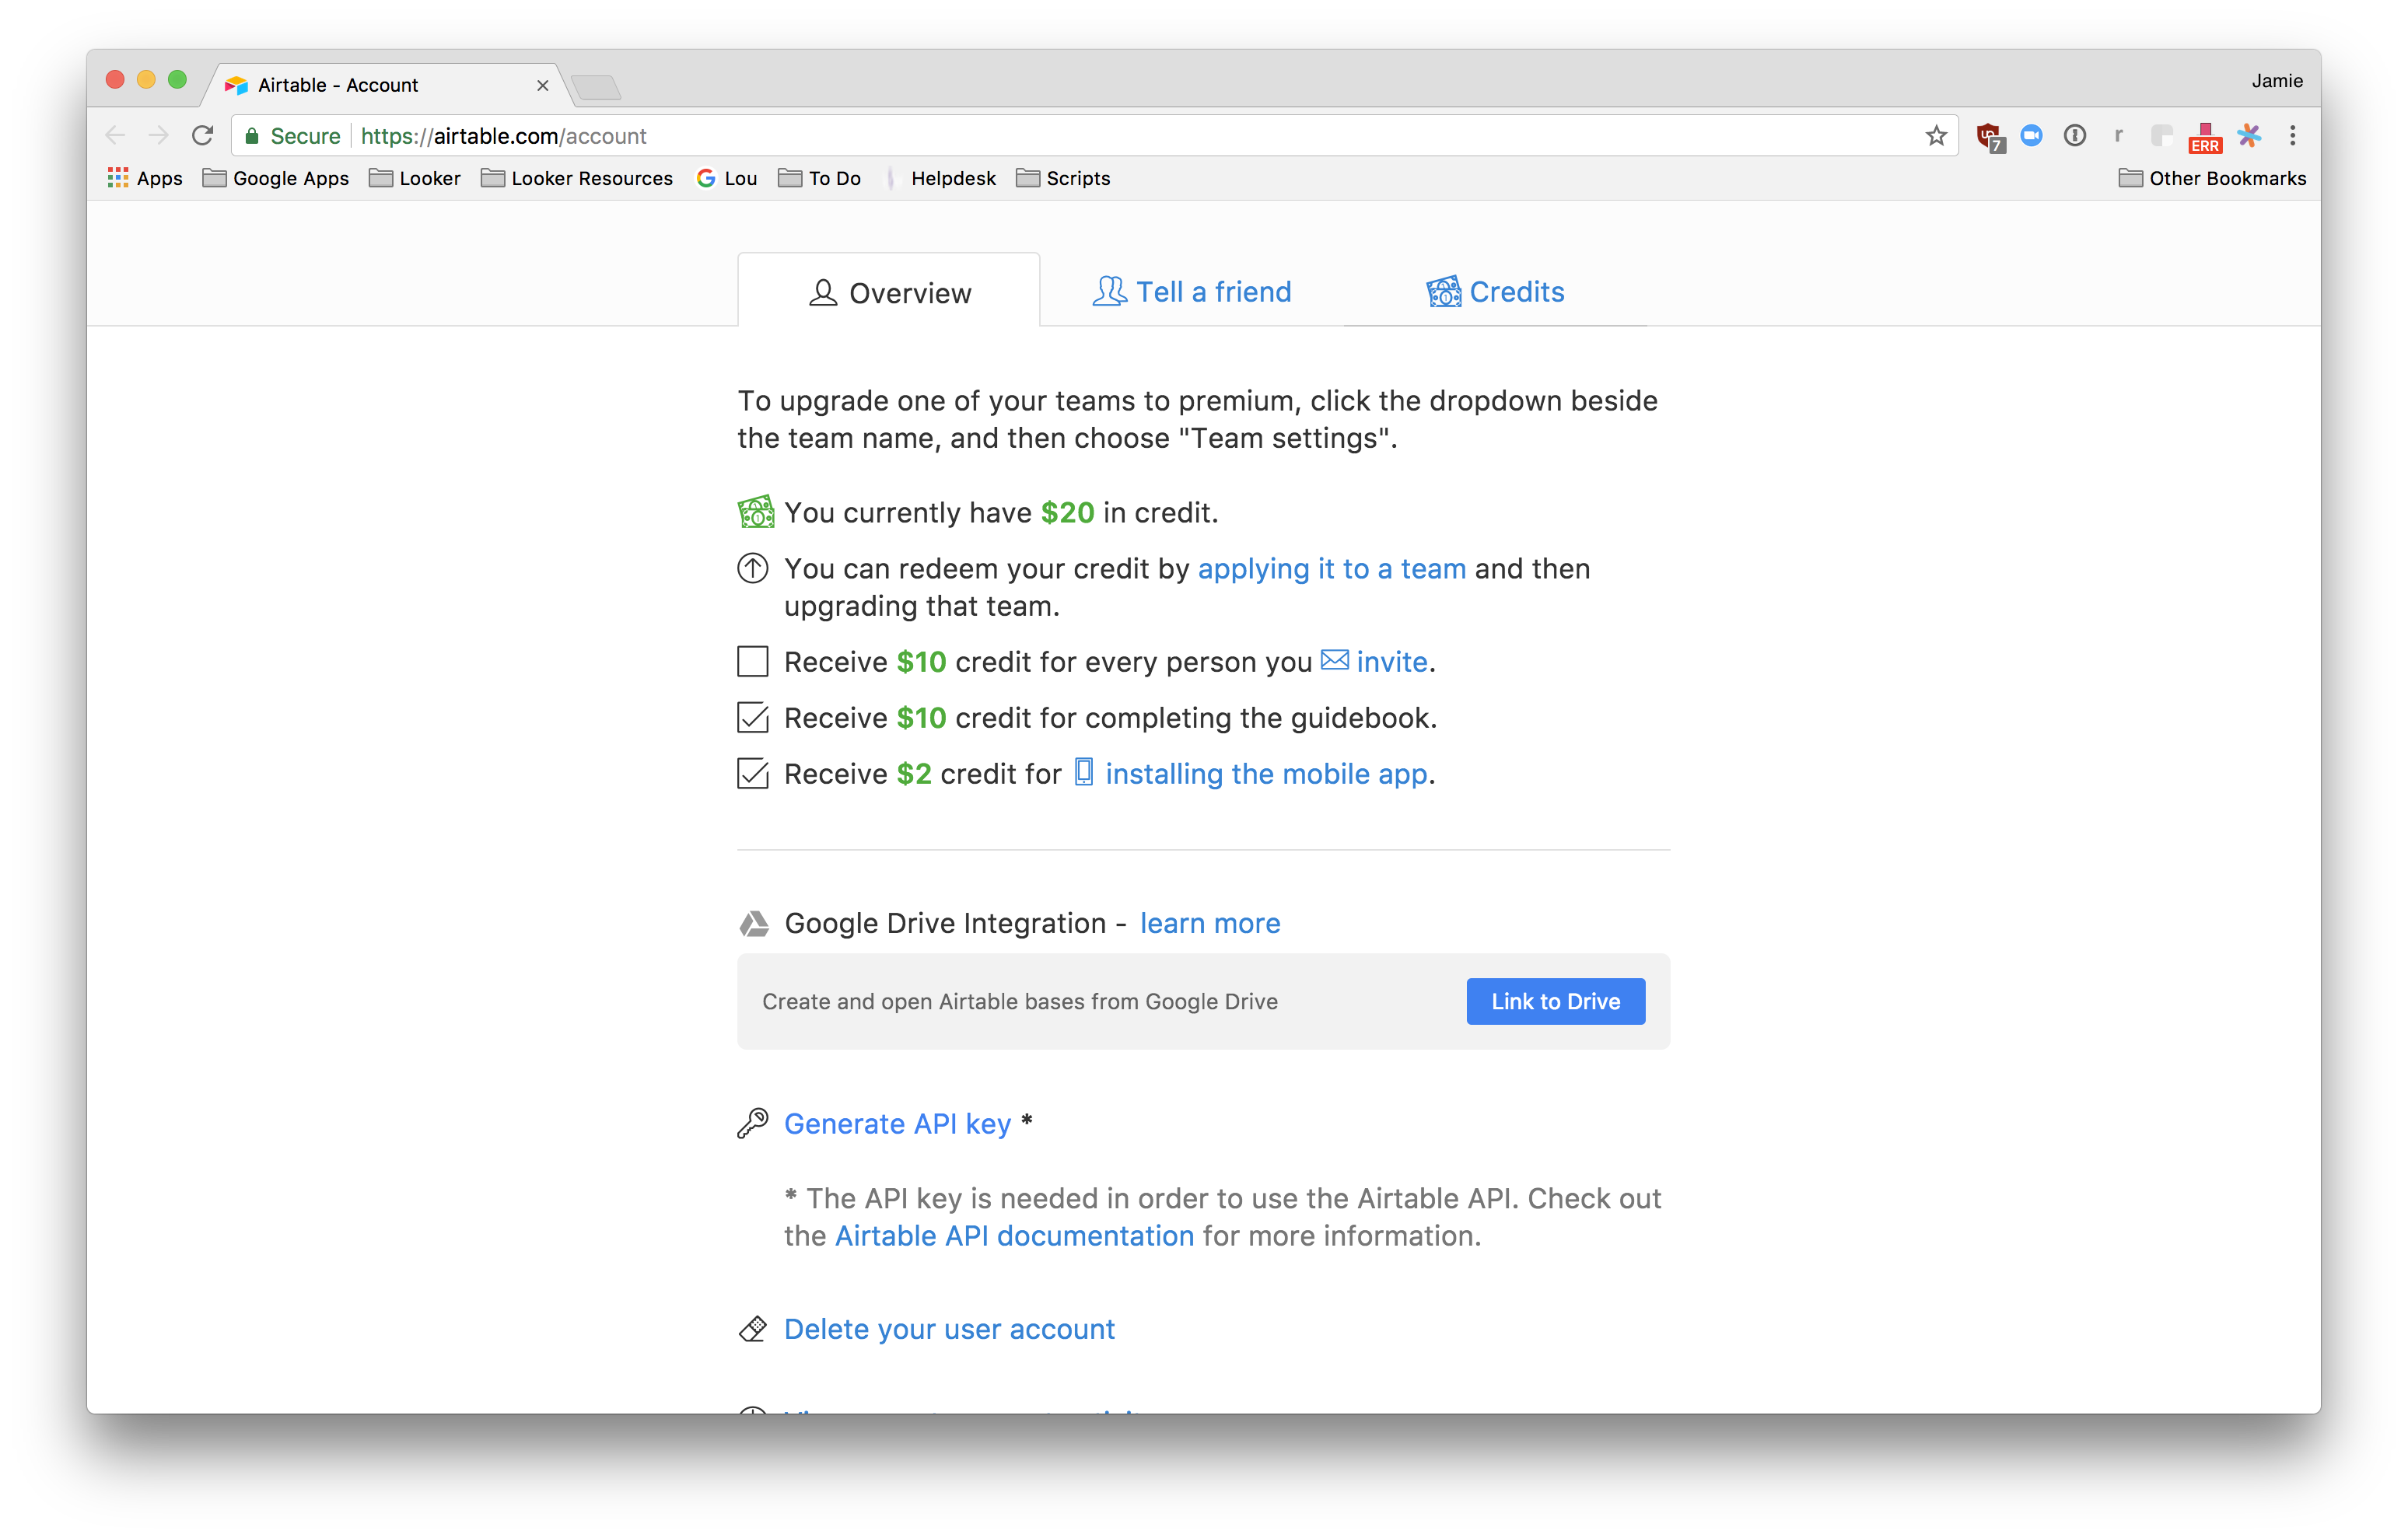 Airtable - Account
Jamie
Secure https://airtable.com/account
7
r
ERR
Apps Google Apps Looker Looker Resources Lou To Do Helpdesk Scripts Other Bookmarks
Overview Tell a friend Credits
To upgrade one of your teams to premium, click the dropdown beside
the team name, and then choose "Team settings".
You currently have $20 in credit.
You can redeem your credit by applying it to a team and then
upgrading that team.
Receive $10 credit for every person you invite.
Receive $10 credit for completing the guidebook.
Receive $2 credit for installing the mobile app.
Google Drive Integration - learn more
Create and open Airtable bases from Google Drive Link to Drive
Generate API key *
* The API key is needed in order to use the Airtable API. Check out
the Airtable API documentation for more information.
Delete your user account